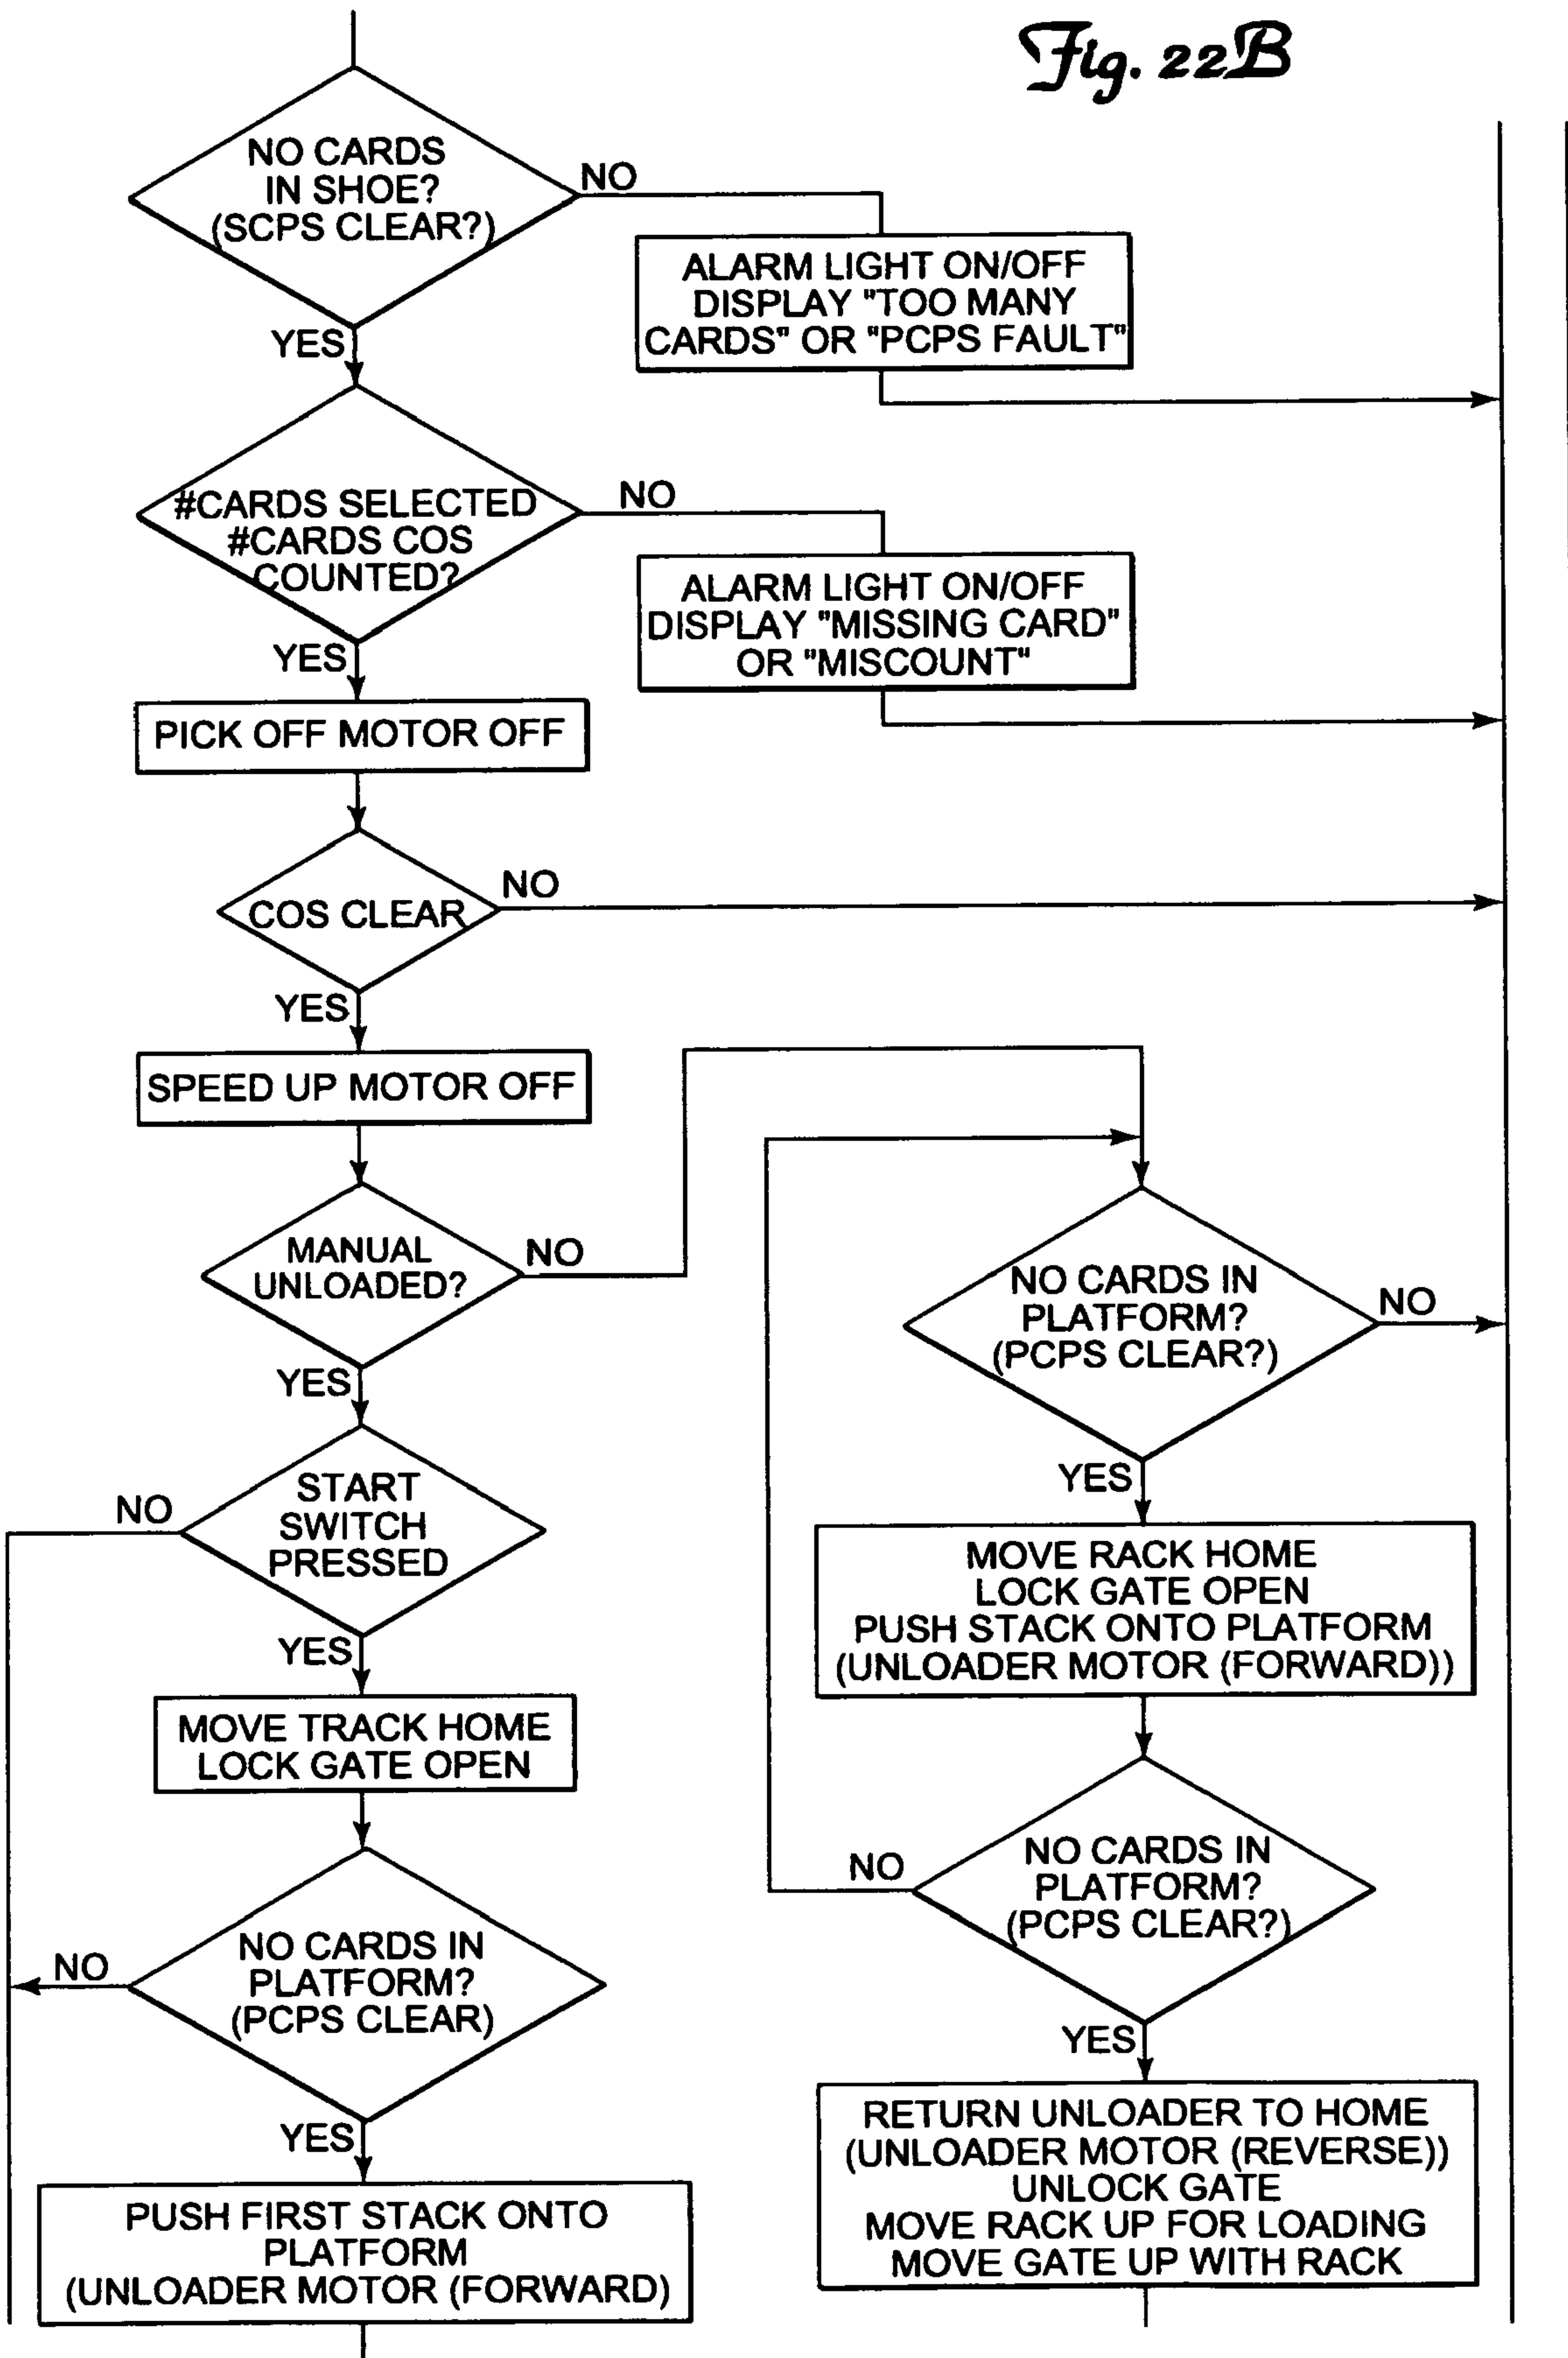 Fig. 22B
NO CARDS
IN SHOE?
(SCPS CLEAR?)
NO
ALARM LIGHT ON/OFF
DISPLAY "TOO MANY
CARDS" OR "PCPS FAULT"
YES
#CARDS SELECTED
#CARDS COS
COUNTED?
NO
ALARM LIGHT ON/OFF
DISPLAY "MISSING CARD"
OR "MISCOUNT"
YES
PICK OFF MOTOR OFF
COS CLEAR
NO
YES
SPEED UP MOTOR OFF
MANUAL
UNLOADED?
NO
YES
START
SWITCH
PRESSED
NO
YES
MOVE TRACK HOME
LOCK GATE OPEN
NO CARDS IN
PLATFORM?
(PCPS CLEAR)
NO
YES
PUSH FIRST STACK ONTO
PLATFORM
(UNLOADER MOTOR (FORWARD)
NO CARDS IN
PLATFORM?
(PCPS CLEAR?)
NO
YES
MOVE RACK HOME
LOCK GATE OPEN
PUSH STACK ONTO PLATFORM
(UNLOADER MOTOR (FORWARD))
NO CARDS IN
PLATFORM?
(PCPS CLEAR?)
NO
YES
RETURN UNLOADER TO HOME
(UNLOADER MOTOR (REVERSE))
UNLOCK GATE
MOVE RACK UP FOR LOADING
MOVE GATE UP WITH RACK